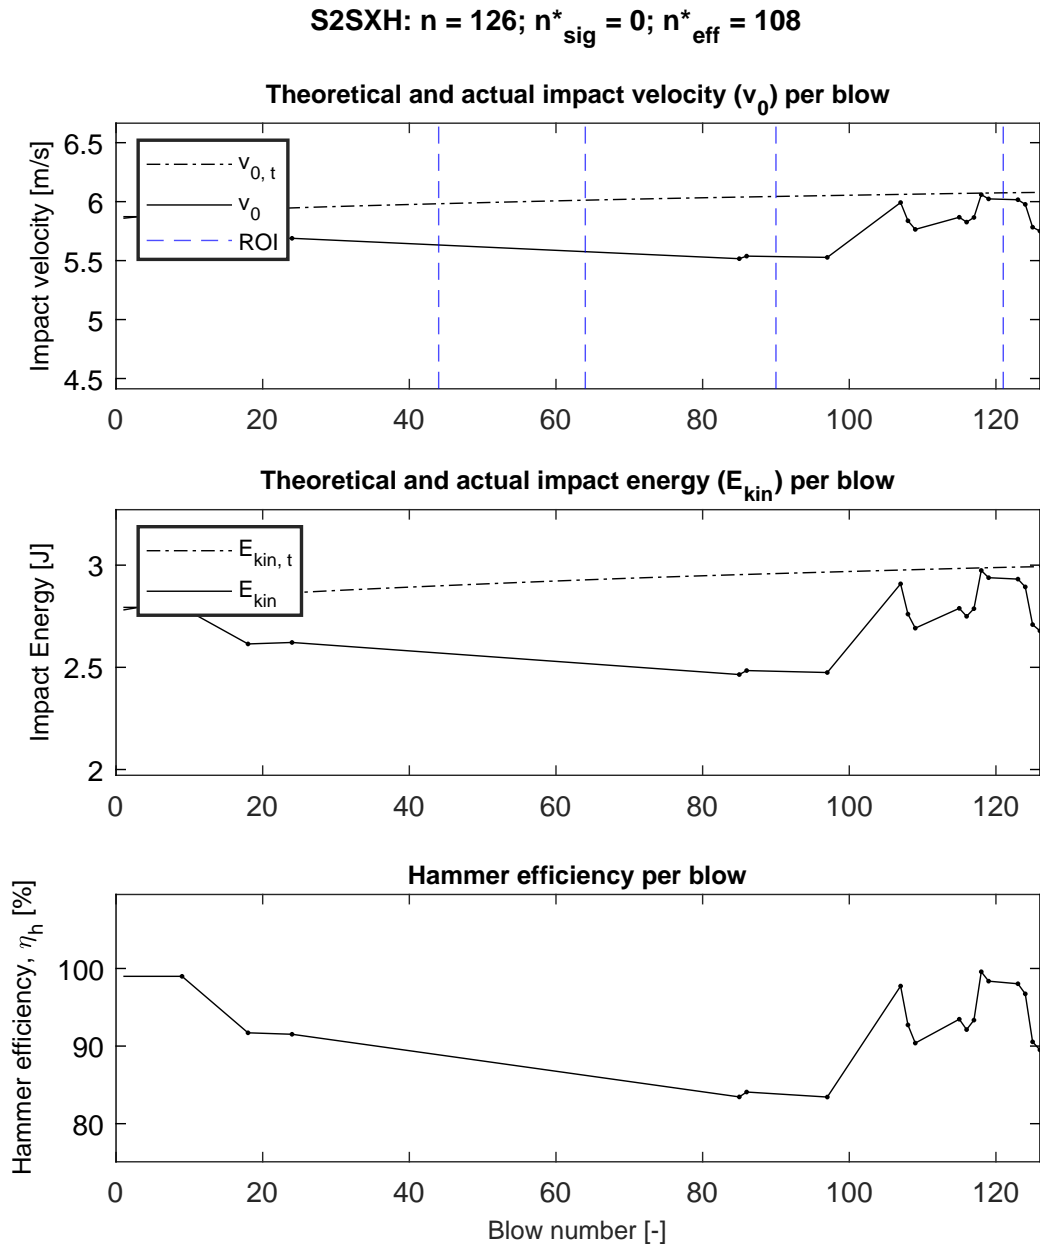 S2SXH: n = 126; n*sig = 0; n*eff = 108
Theoretical and actual impact velocity (v0) per blow
Impact velocity [m/s]
6.5
6
5.5
5
4.5
v0, t
v0
ROI
0 20 40 60 80 100 120
Theoretical and actual impact energy (Ekin) per blow
Impact Energy [J]
3
2.5
2
Ekin, t
Ekin
0 20 40 60 80 100 120
Hammer efficiency per blow
Hammer efficiency, ηh [%]
100
90
80
0 20 40 60 80 100 120
Blow number [-]